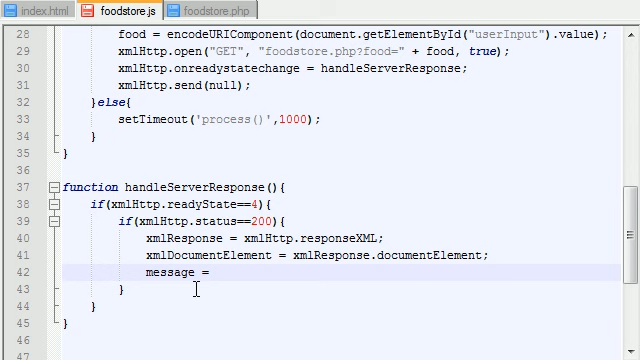 index.html foodstore.js foodstore.php
28 food = encodeURIComponent(document.getElementById("userInput").value);
29 xmlHttp.open("GET", "foodstore.php?food=" + food, true);
30 xmlHttp.onreadystatechange = handleServerResponse;
31 xmlHttp.send(null);
32 }else{
33 setTimeout('process()',1000);
34 }
35 }
36
37 function handleServerResponse(){
38 if(xmlHttp.readyState==4){
39 if(xmlHttp.status==200){
40 xmlResponse = xmlHttp.responseXML;
41 xmlDocumentElement = xmlResponse.documentElement;
42 message =
43 }
44 }
45 }
46
47